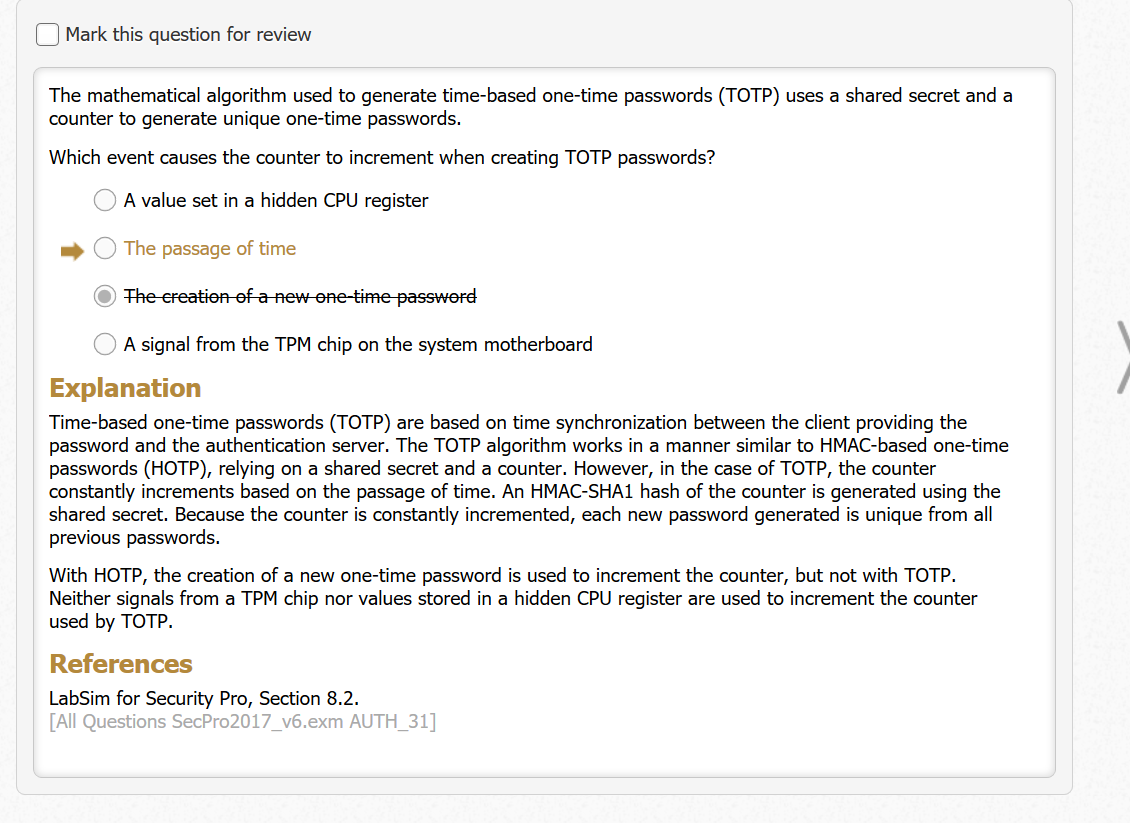 Mark this question for review
The mathematical algorithm used to generate time-based one-time passwords (TOTP) uses a shared secret and a
counter to generate unique one-time passwords.
Which event causes the counter to increment when creating TOTP passwords?
A value set in a hidden CPU register
The passage of time
The creation of a new one-time password
A signal from the TPM chip on the system motherboard
Explanation
Time-based one-time passwords (TOTP) are based on time synchronization between the client providing the
password and the authentication server. The TOTP algorithm works in a manner similar to HMAC-based one-time
passwords (HOTP), relying on a shared secret and a counter. However, in the case of TOTP, the counter
constantly increments based on the passage of time. An HMAC-SHA1 hash of the counter is generated using the
shared secret. Because the counter is constantly incremented, each new password generated is unique from all
previous passwords.
With HOTP, the creation of a new one-time password is used to increment the counter, but not with TOTP.
Neither signals from a TPM chip nor values stored in a hidden CPU register are used to increment the counter
used by TOTP.
References
LabSim for Security Pro, Section 8.2.
[All Questions SecPro2017_v6.exm AUTH_31]